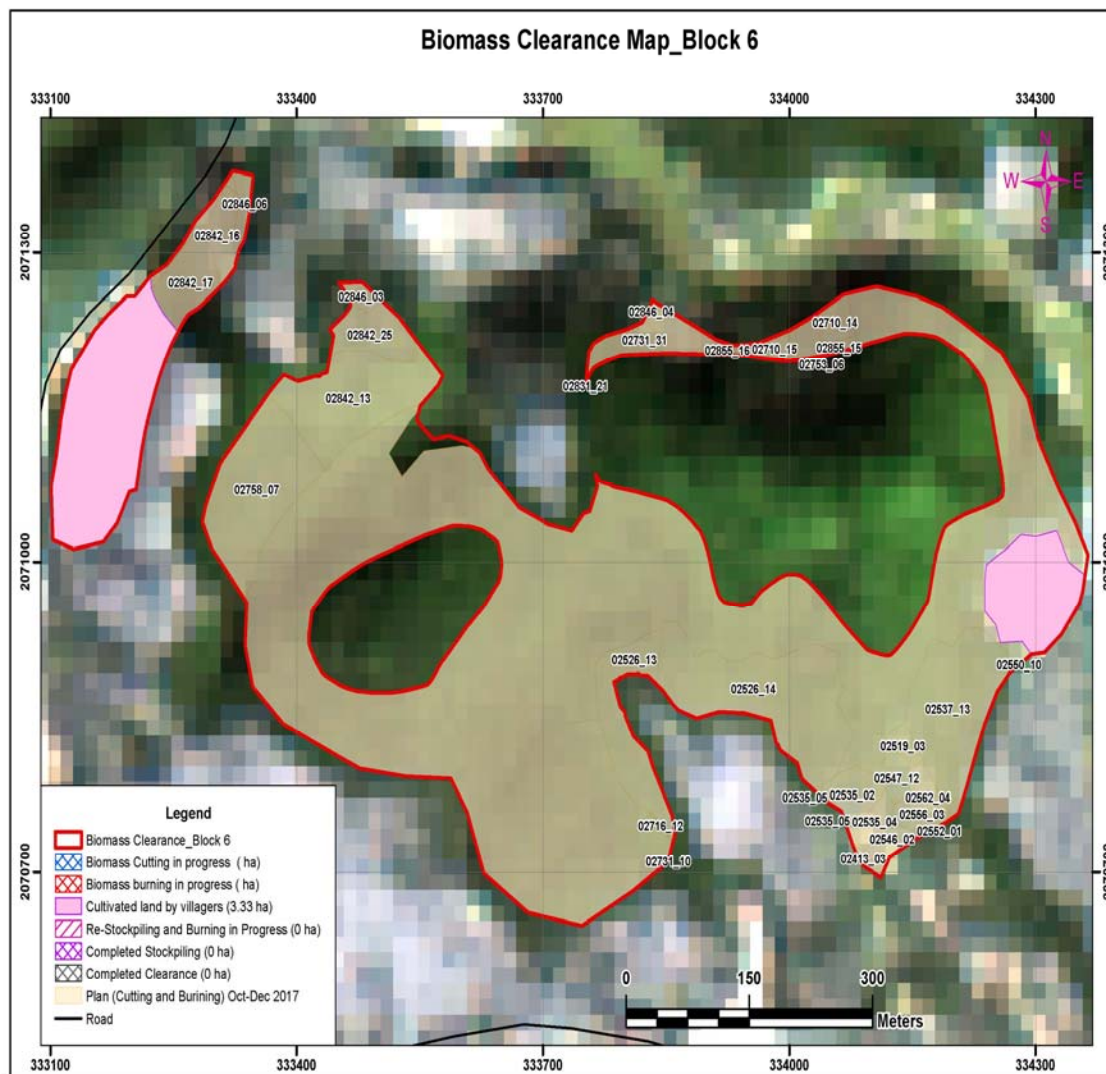 Biomass Clearance Map_Block 6
333100 333400 333700 334000 334300
N
W E
S
2071300
2071000
2070700
02846_06
02842_16
02842_17
02846_03
02842_25
02842_13
02758_07
02846_04
02731_31
02831_21
02855_16
02710_15
02710_14
02855_15
02753_06
02550_10
02526_13
02526_14
02537_13
02519_03
02547_12
02535_05
02535_02
02562_04
02556_03
02535_05
02535_04
02552_01
02546_02
02413_03
02716_12
02731_10
Legend
Biomass Clearance_Block 6
Biomass Cutting in progress ( ha)
Biomass burning in progress ( ha)
Cultivated land by villagers (3.33 ha)
Re-Stockpiling and Burning in Progress (0 ha)
Completed Stockpiling (0 ha)
Completed Clearance (0 ha)
Plan (Cutting and Burining) Oct-Dec 2017
Road
0 150 300
Meters
333100 333400 333700 334000 334300